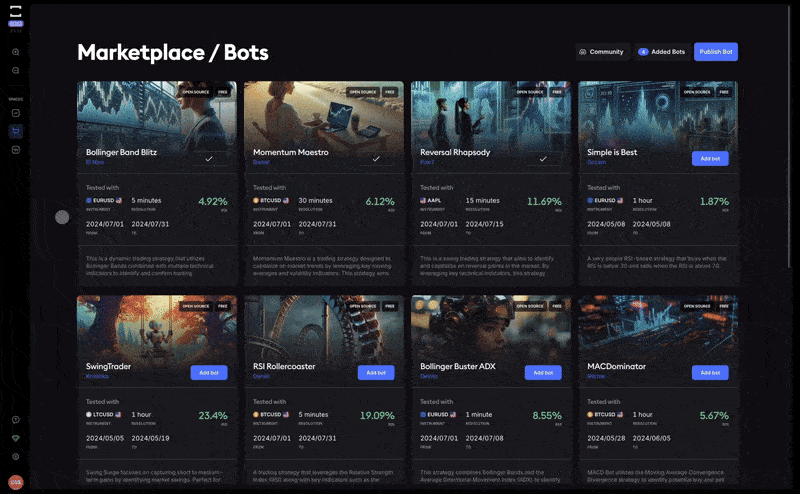 Marketplace / Bots
Community
4 Added Bots
Publish Bot
SPACES
OPEN SOURCE FREE
Bollinger Band Blitz
Tested with
EURUSD 5 minutes 4.92%
INSTRUMENT RESOLUTION ROI
2024/07/01 2024/07/31
FROM TO
This is a dynamic trading strategy that utilizes
Bollinger Bands combined with multiple technical
indicators to identify and confirm trading
OPEN SOURCE FREE
Momentum Maestro
Tested with
BTCUSD 30 minutes 6.12%
INSTRUMENT RESOLUTION ROI
2024/07/01 2024/07/31
FROM TO
Momentum Maestro is a trading strategy designed to
capitalize on market trends by leveraging key moving
averages and volatility indicators. This strategy aims
OPEN SOURCE FREE
Reversal Rhapsody
Tested with
AAPL 15 minutes 11.69%
INSTRUMENT RESOLUTION ROI
2024/07/01 2024/07/15
FROM TO
This is a swing trading strategy that aims to identify
and capitalize on reversal points in the market. By
leveraging key technical indicators, this strategy
OPEN SOURCE FREE
Simple is Best
Add bot
Tested with
EURUSD 1 hour 1.87%
INSTRUMENT RESOLUTION ROI
2024/05/08 2024/05/08
FROM TO
A very simple RSI-based strategy that buys when the
RSI is below 30 and sells when the RSI is above 70.
OPEN SOURCE FREE
SwingTrader
Add bot
Tested with
LTCUSD 1 hour 23.4%
INSTRUMENT RESOLUTION ROI
2024/05/05 2024/05/19
FROM TO
Swing Surge focuses on capturing short to medium-
term gains by identifying market swings. Perfect for
OPEN SOURCE FREE
RSI Rollercoaster
Add bot
Tested with
BTCUSD 5 minutes 19.09%
INSTRUMENT RESOLUTION ROI
2024/07/01 2024/07/31
FROM TO
A trading strategy that leverages the Relative Strength
Index (RSI) along with key indicators such as the
OPEN SOURCE FREE
Bollinger Buster ADX
Add bot
Tested with
EURUSD 1 minute 8.55%
INSTRUMENT RESOLUTION ROI
2024/07/01 2024/07/08
FROM TO
This strategy combines Bollinger Bands and the
Average Directional Movement Index (ADX) to identify
OPEN SOURCE FREE
MACDominator
Add bot
Tested with
BTCUSD 1 hour 5.67%
INSTRUMENT RESOLUTION ROI
2024/05/28 2024/06/05
FROM TO
MACD Bot utilizes the Moving Average Convergence
Divergence strategy to identify potential buy and sell